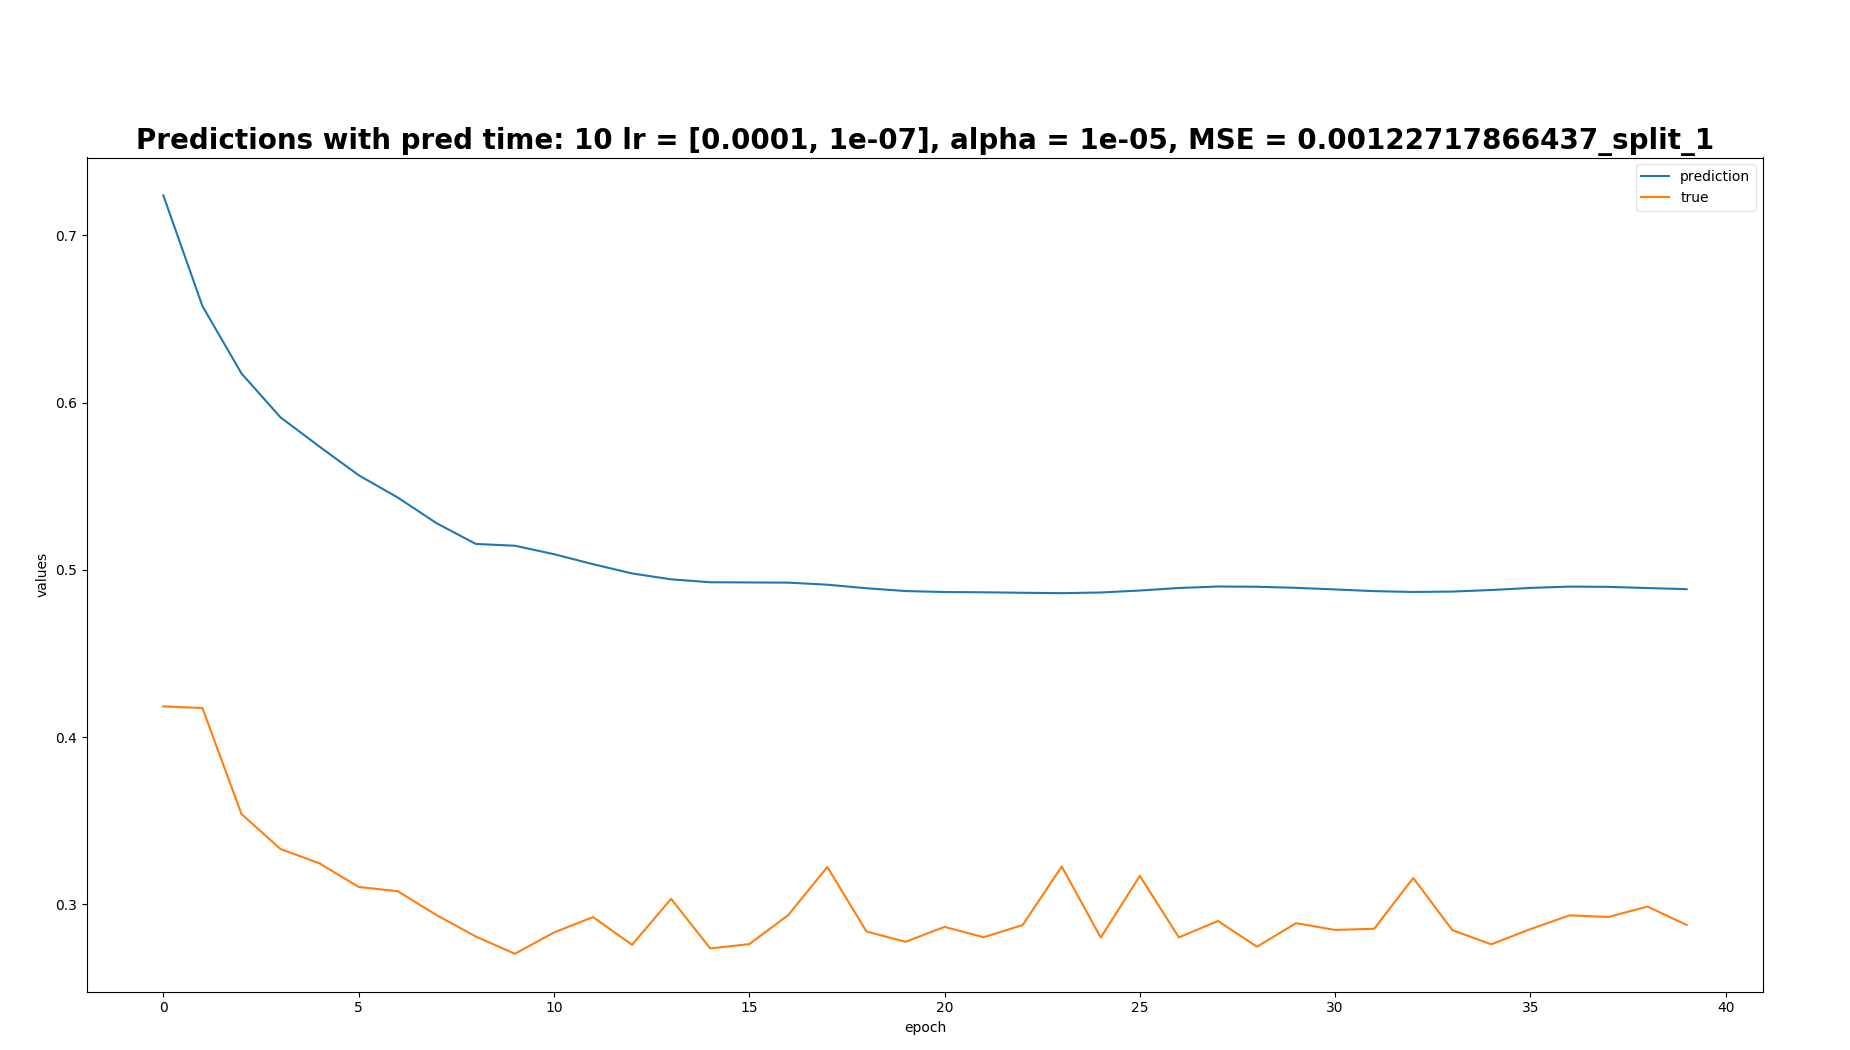 Predictions with pred time: 10 lr = [0.0001, 1e-07], alpha = 1e-05, MSE = 0.00122717866437_split_1
prediction
true
values
0.7
0.6
0.5
0.4
0.3
0 5 10 15 20 25 30 35 40
epoch